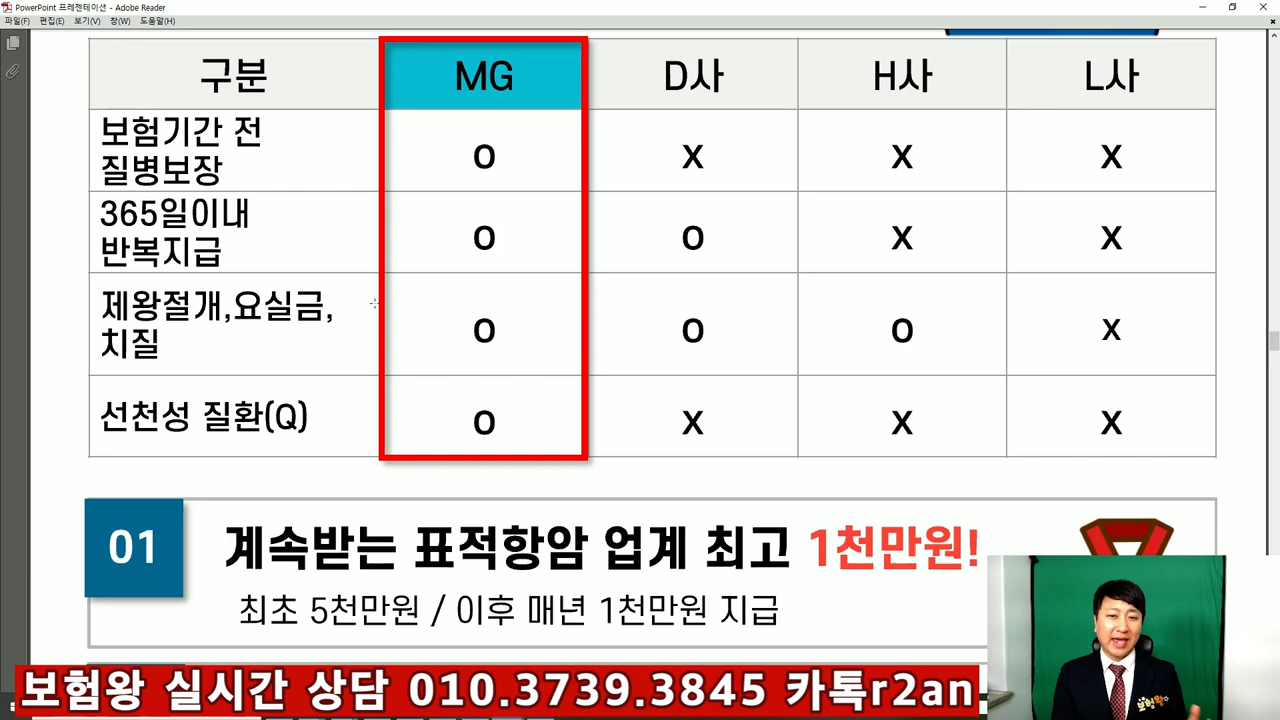 PowerPoint 프레젠테이션 - Adobe Reader
파일(F) 편집(E) 보기(V) 창(W) 도움말(H)
구분 MG D사 H사 L사
보험기간 전
질병보장 O X X X
365일이내
반복지급 O O X X
제왕절개,요실금,
치질 O O O X
선천성 질환(Q) O X X X
01
계속받는 표적항암 업계 최고 1천만원!
최초 5천만원 / 이후 매년 1천만원 지급
보험왕 실시간 상담 010.3739.3845 카톡r2an
보험왕